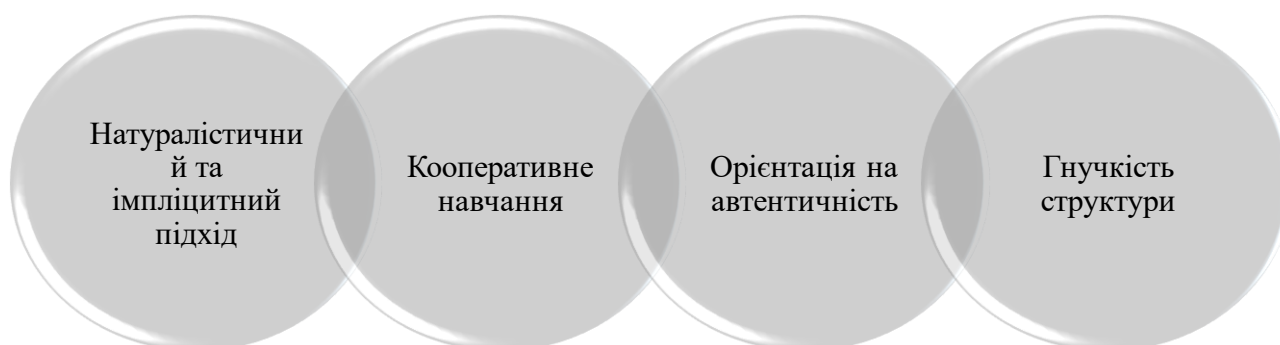 Натуралістични
й та
імпліцитний
підхід
Кооперативне
навчання
Орієнтація на
автентичність
Гнучкість
структури